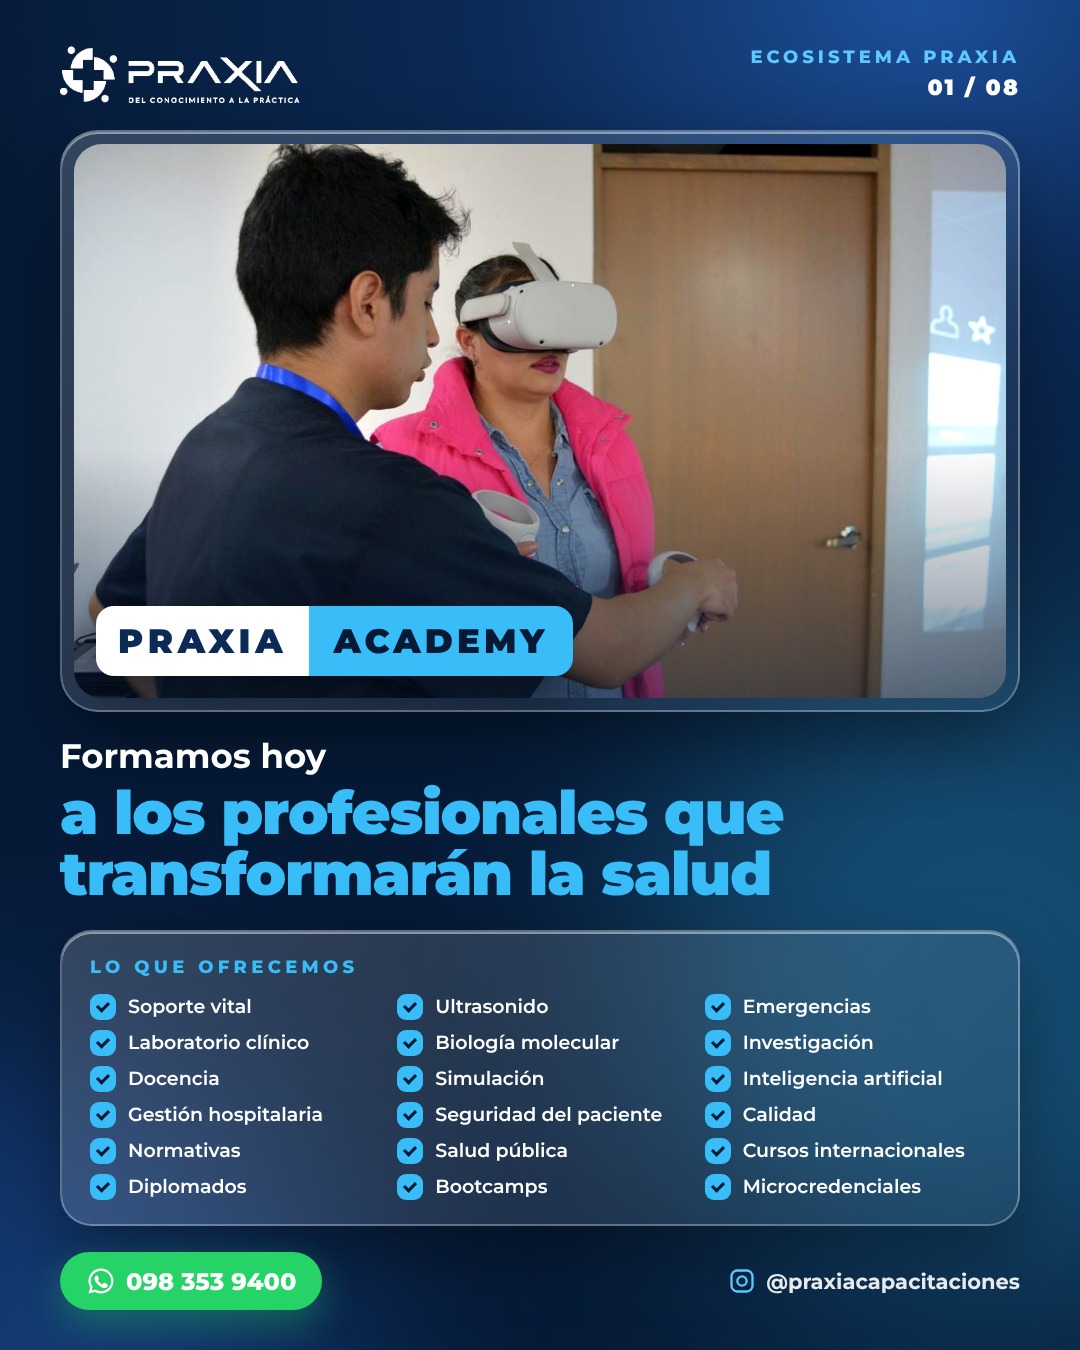 PRAXIA
DEL CONOCIMIENTO A LA PRÁCTICA
ECOSISTEMA PRAXIA
01 / 08
PRAXIA ACADEMY
Formamos hoy
a los profesionales que
transformarán la salud
LO QUE OFRECEMOS
Soporte vital
Ultrasonido
Emergencias
Laboratorio clínico
Biología molecular
Investigación
Docencia
Simulación
Inteligencia artificial
Gestión hospitalaria
Seguridad del paciente
Calidad
Normativas
Salud pública
Cursos internacionales
Diplomados
Bootcamps
Microcredenciales
098 353 9400
@praxiacapacitaciones